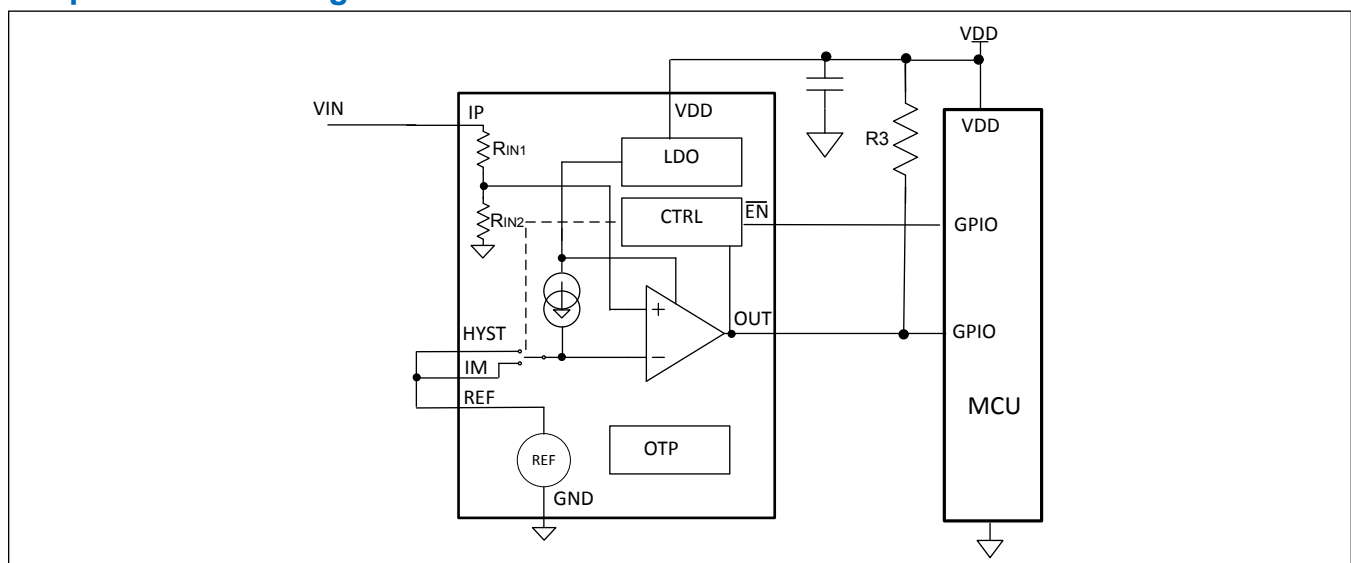 VDD
VIN
IP
VDD
VDD
RIN1
LDO
R3
RIN2
CTRL
EN
GPIO
+
OUT
HYST
−
GPIO
IM
REF
MCU
OTP
REF
GND